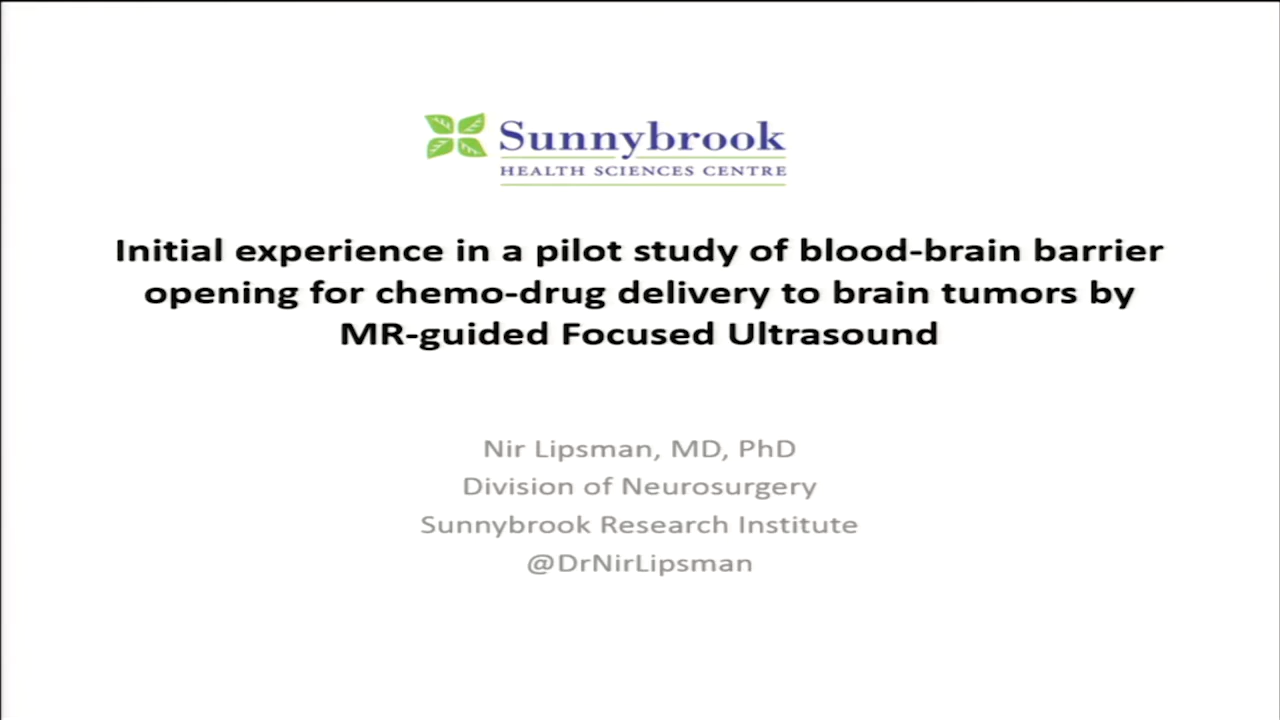 Sunnybrook
HEALTH SCIENCES CENTRE
Initial experience in a pilot study of blood-brain barrier
opening for chemo-drug delivery to brain tumors by
MR-guided Focused Ultrasound
Nir Lipsman, MD, PhD
Division of Neurosurgery
Sunnybrook Research Institute
@DrNirLipsman